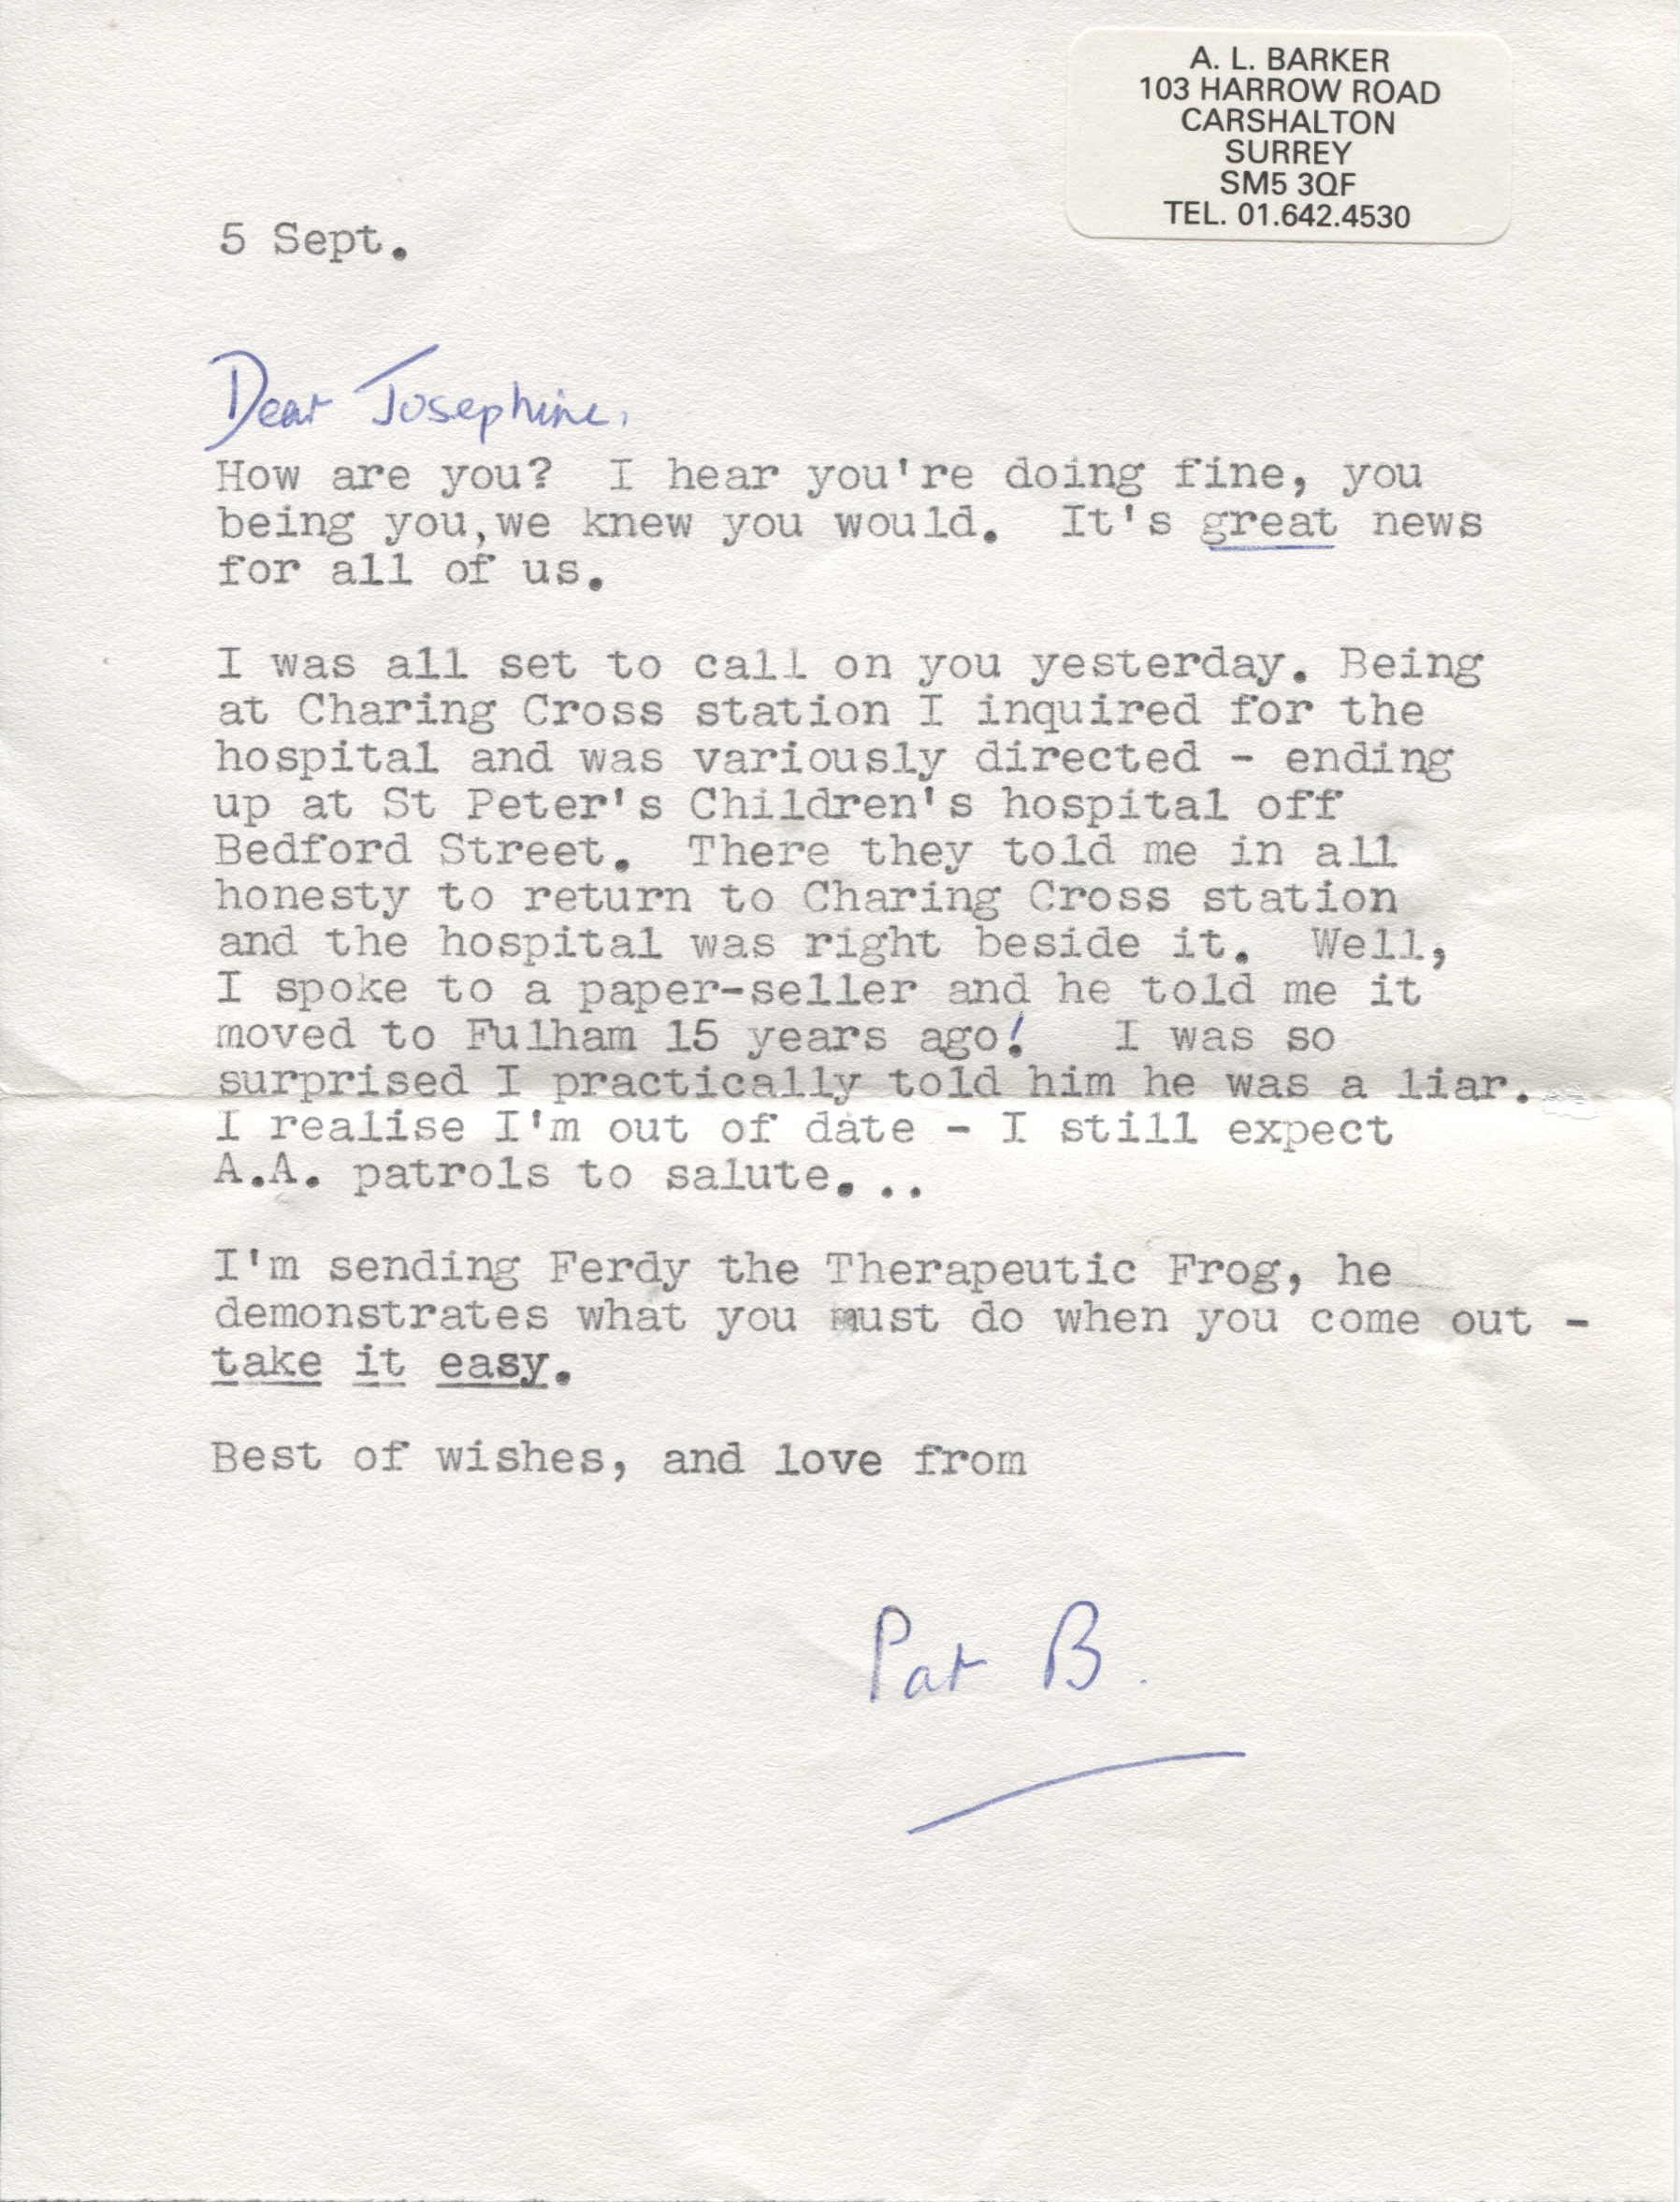 A. L. BARKER
103 HARROW ROAD
CARSHALTON
SURREY
SM5 3QF
TEL. 01.642.4530
5 Sept.
Dear Josephine,
How are you?  I hear you're doing fine, you
being you,we knew you would.  It's great news
for all of us.
I was all set to call on you yesterday. Being
at Charing Cross station I inquired for the
hospital and was variously directed - ending
up at St Peter's Children's hospital off
Bedford Street.  There they told me in all
honesty to return to Charing Cross station
and the hospital was right beside it.  Well,
I spoke to a paper-seller and he told me it
moved to Fulham 15 years ago!   I was so
surprised I practically told him he was a liar.
I realise I'm out of date - I still expect
A.A. patrols to salute...
I'm sending Ferdy the Therapeutic Frog, he
demonstrates what you must do when you come out -
take it easy.
Best of wishes, and love from
Pat B.